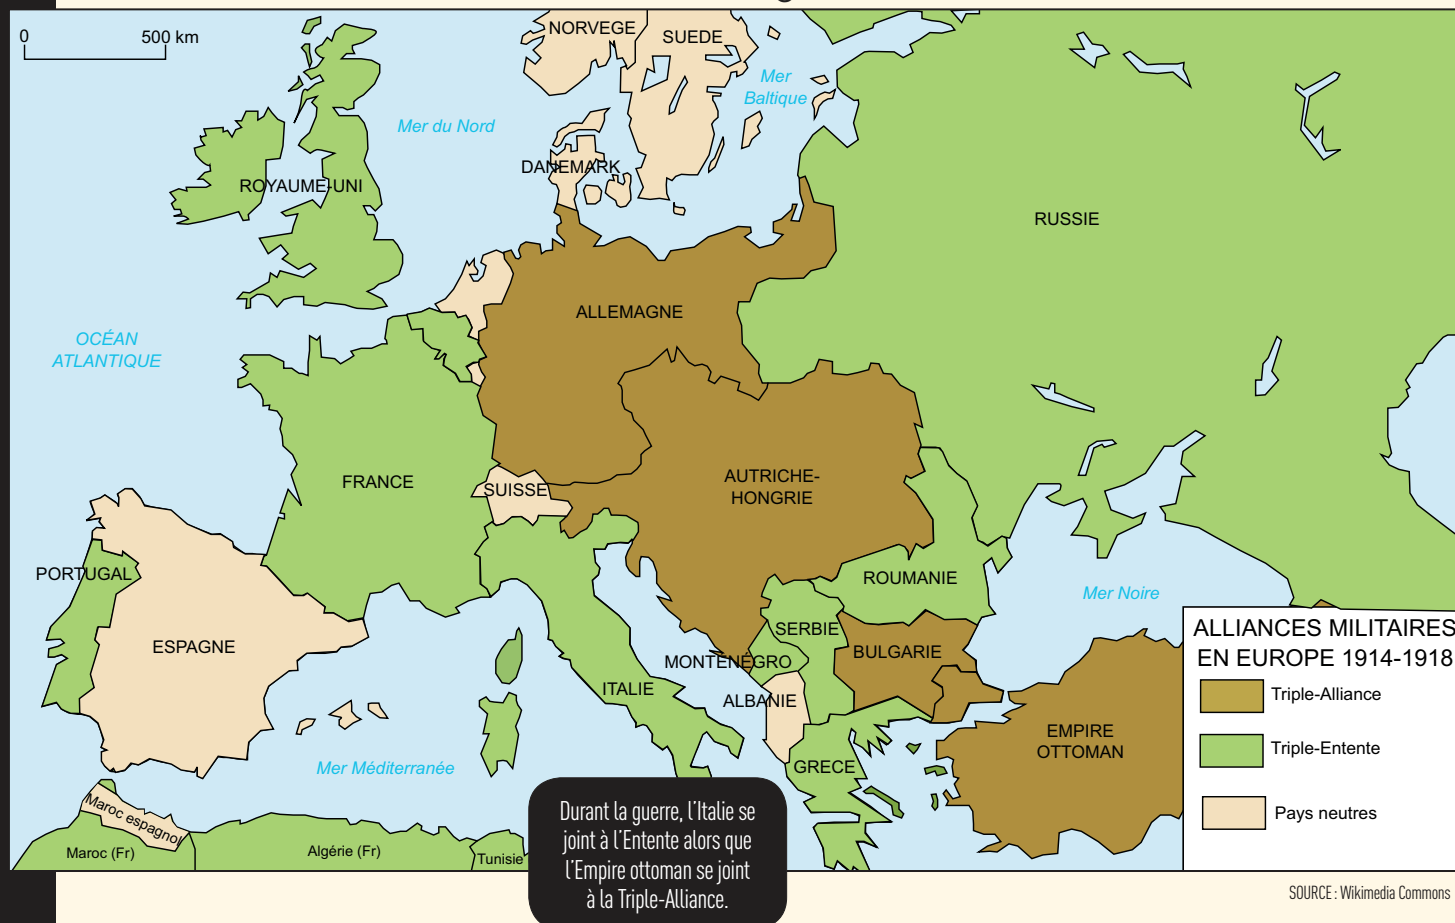 0 500 km
NORVEGE
SUEDE
Mer
Baltique
Mer du Nord
DANEMARK
ROYAUME-UNI
RUSSIE
ALLEMAGNE
OCÉAN
ATLANTIQUE
FRANCE
SUISSE
AUTRICHE-
HONGRIE
PORTUGAL
ROUMANIE
Mer Noire
ESPAGNE
SERBIE
MONTENÉGRO
BULGARIE
ITALIE
ALBANIE
EMPIRE
OTTOMAN
Mer Méditerranée
GRECE
Maroc espagnol
Maroc (Fr)
Algérie (Fr)
Tunisie
ALLIANCES MILITAIRES
EN EUROPE 1914-1918
Triple-Alliance
Triple-Entente
Pays neutres
Durant la guerre, l'Italie se
joint à l'Entente alors que
l'Empire ottoman se joint
à la Triple-Alliance.
SOURCE : Wikimedia Commons